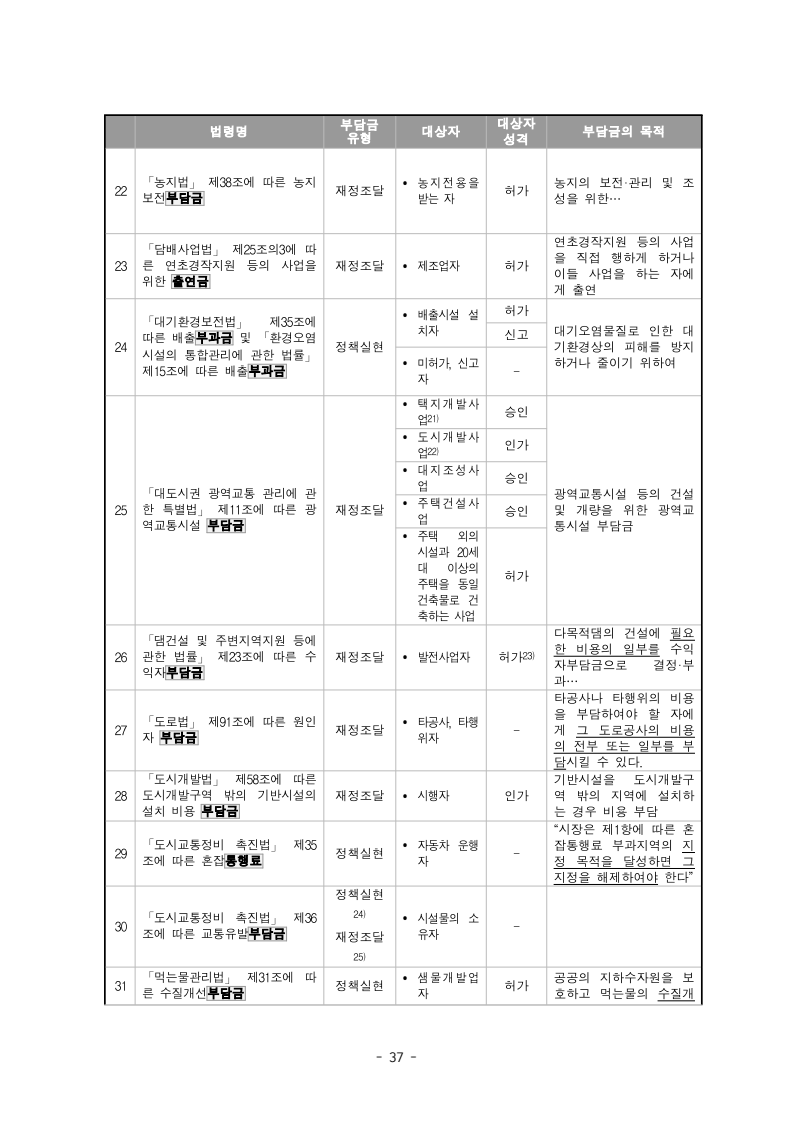 법령명
부담금
유형
대상자
대상자
성격
부담금의 목적
22
「농지법」 제38조에 따른 농지
보전부담금
재정조달
• 농지전용을
받는 자
허가
농지의 보전·관리 및 조
성을 위한…
23
「담배사업법」 제25조의3에 따
른 연초경작지원 등의 사업을
위한 출연금
재정조달
• 제조업자
허가
연초경작지원 등의 사업
을 직접 행하게 하거나
이들 사업을 하는 자에
게 출연
24
「대기환경보전법」 제35조에
따른 배출부과금 및 「환경오염
시설의 통합관리에 관한 법률」
제15조에 따른 배출부과금
정책실현
• 배출시설 설
치자
허가
신고
• 미허가, 신고
자
-
대기오염물질로 인한 대
기환경상의 피해를 방지
하거나 줄이기 위하여
25
「대도시권 광역교통 관리에 관
한 특별법」 제11조에 따른 광
역교통시설 부담금
재정조달
• 택지개발사
업21)
승인
• 도시개발사
업22)
인가
• 대지조성사
업
승인
• 주택건설사
업
승인
• 주택 외의
시설과 20세
대 이상의
주택을 동일
건축물로 건
축하는 사업
허가
광역교통시설 등의 건설
및 개량을 위한 광역교
통시설 부담금
26
「댐건설 및 주변지역지원 등에
관한 법률」 제23조에 따른 수
익자부담금
재정조달
• 발전사업자
허가23)
다목적댐의 건설에 필요
한 비용의 일부를 수익
자부담금으로 결정·부
과…
27
「도로법」 제91조에 따른 원인
자 부담금
재정조달
• 타공사, 타행
위자
-
타공사나 타행위의 비용
을 부담하여야 할 자에
게 그 도로공사의 비용
의 전부 또는 일부를 부
담시킬 수 있다.
28
「도시개발법」 제58조에 따른
도시개발구역 밖의 기반시설의
설치 비용 부담금
재정조달
• 시행자
인가
기반시설을 도시개발구
역 밖의 지역에 설치하
는 경우 비용 부담
29
「도시교통정비 촉진법」 제35
조에 따른 혼잡통행료
정책실현
• 자동차 운행
자
-
“시장은 제1항에 따른 혼
잡통행료 부과지역의 지
정 목적을 달성하면 그
지정을 해제하여야 한다”
30
「도시교통정비 촉진법」 제36
조에 따른 교통유발부담금
정책실현
24)
재정조달
25)
• 시설물의 소
유자
-
31
「먹는물관리법」 제31조에 따
른 수질개선부담금
정책실현
• 샘물개발업
자
허가
공공의 지하수자원을 보
호하고 먹는물의 수질개
- 37 -